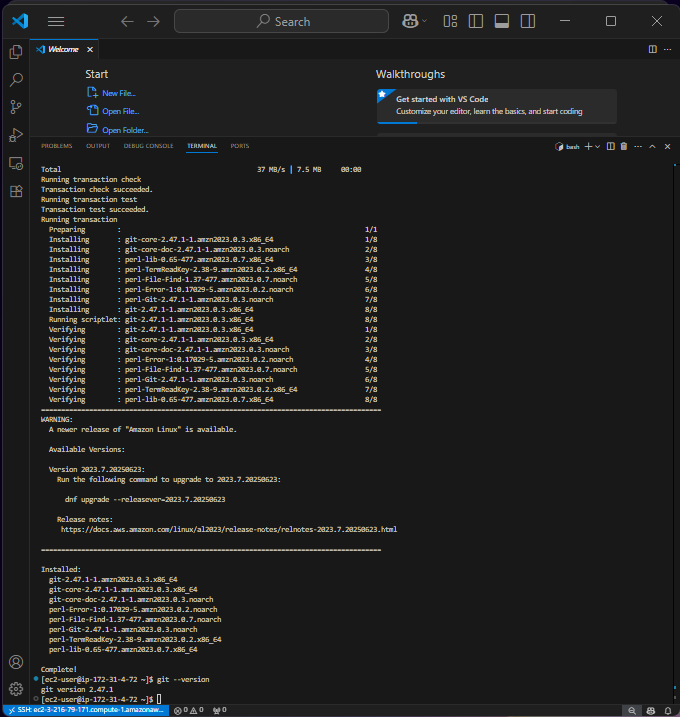 Search
Welcome
Start
Walkthroughs
New File...
Open File...
Open Folder...
Get started with VS Code
Customize your editor, learn the basics, and start coding
PROBLEMS OUTPUT DEBUG CONSOLE TERMINAL PORTS
bash
Total 37 MB/s | 7.5 MB 00:00
Running transaction check
Transaction check succeeded.
Running transaction test
Transaction test succeeded.
Running transaction
Preparing : 1/1
Installing : git-core-2.47.1-1.amzn2023.0.3.x86_64 1/8
Installing : git-core-doc-2.47.1-1.amzn2023.0.3.noarch 2/8
Installing : perl-lib-0.65-477.amzn2023.0.7.x86_64 3/8
Installing : perl-TermReadKey-2.38-9.amzn2023.0.2.x86_64 4/8
Installing : perl-File-Find-1.37-477.amzn2023.0.7.noarch 5/8
Installing : perl-Error-1:0.17029-5.amzn2023.0.2.noarch 6/8
Installing : perl-Git-2.47.1-1.amzn2023.0.3.noarch 7/8
Installing : git-2.47.1-1.amzn2023.0.3.x86_64 8/8
Running scriptlet: git-2.47.1-1.amzn2023.0.3.x86_64 8/8
Verifying : git-2.47.1-1.amzn2023.0.3.x86_64 1/8
Verifying : git-core-2.47.1-1.amzn2023.0.3.x86_64 2/8
Verifying : git-core-doc-2.47.1-1.amzn2023.0.3.noarch 3/8
Verifying : perl-Error-1:0.17029-5.amzn2023.0.2.noarch 4/8
Verifying : perl-File-Find-1.37-477.amzn2023.0.7.noarch 5/8
Verifying : perl-Git-2.47.1-1.amzn2023.0.3.noarch 6/8
Verifying : perl-TermReadKey-2.38-9.amzn2023.0.2.x86_64 7/8
Verifying : perl-lib-0.65-477.amzn2023.0.7.x86_64 8/8
=====================================================================================
WARNING:
A newer release of "Amazon Linux" is available.
Available Versions:
Version 2023.7.20250623:
Run the following command to upgrade to 2023.7.20250623:
dnf upgrade --releasever=2023.7.20250623
Release notes:
https://docs.aws.amazon.com/linux/al2023/release-notes/relnotes-2023.7.20250623.html
=====================================================================================
Installed:
git-2.47.1-1.amzn2023.0.3.x86_64
git-core-2.47.1-1.amzn2023.0.3.x86_64
git-core-doc-2.47.1-1.amzn2023.0.3.noarch
perl-Error-1:0.17029-5.amzn2023.0.2.noarch
perl-File-Find-1.37-477.amzn2023.0.7.noarch
perl-Git-2.47.1-1.amzn2023.0.3.noarch
perl-TermReadKey-2.38-9.amzn2023.0.2.x86_64
perl-lib-0.65-477.amzn2023.0.7.x86_64
Complete!
[ec2-user@ip-172-31-4-72 ~]$ git --version
git version 2.47.1
[ec2-user@ip-172-31-4-72 ~]$
SSH: ec2-3-216-79-171.compute-1.amazonaw... 0 0 0